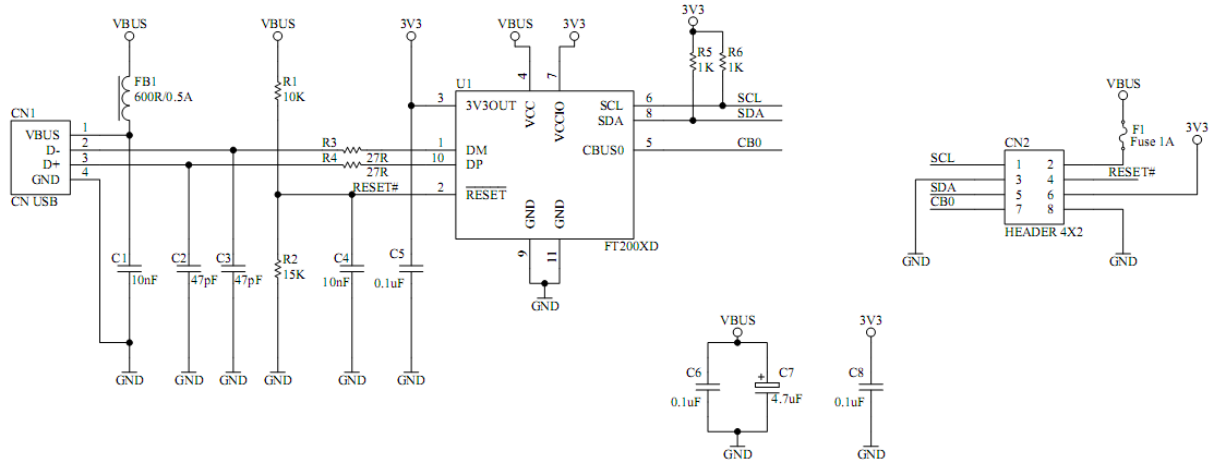 VBUS
VBUS
3V3
VBUS
3V3
3V3
FB1
600R/0.5A
R1
10K
R5
1K
R6
1K
CN1
VBUS
D-
D+
GND
1
2
3
4
CN USB
R3
R4
27R
27R
RESET#
U1
3
1
10
2
4
7
3V3OUT
DM
DP
RESET
VCC
VCCIO
SCL
SDA
CBUS0
GND
GND
6
8
5
9
11
SCL
SDA
CB0
FT200XD
GND
C1
10nF
C2
47pF
C3
47pF
R2
15K
C4
10nF
C5
0.1uF
GND
GND
GND
GND
GND
GND
VBUS
F1
Fuse 1A
3V3
CN2
SCL
SDA
CB0
1
3
5
7
2
4
6
8
RESET#
HEADER 4X2
GND
GND
VBUS
3V3
C6
0.1uF
C7
+
4.7uF
C8
0.1uF
GND
GND